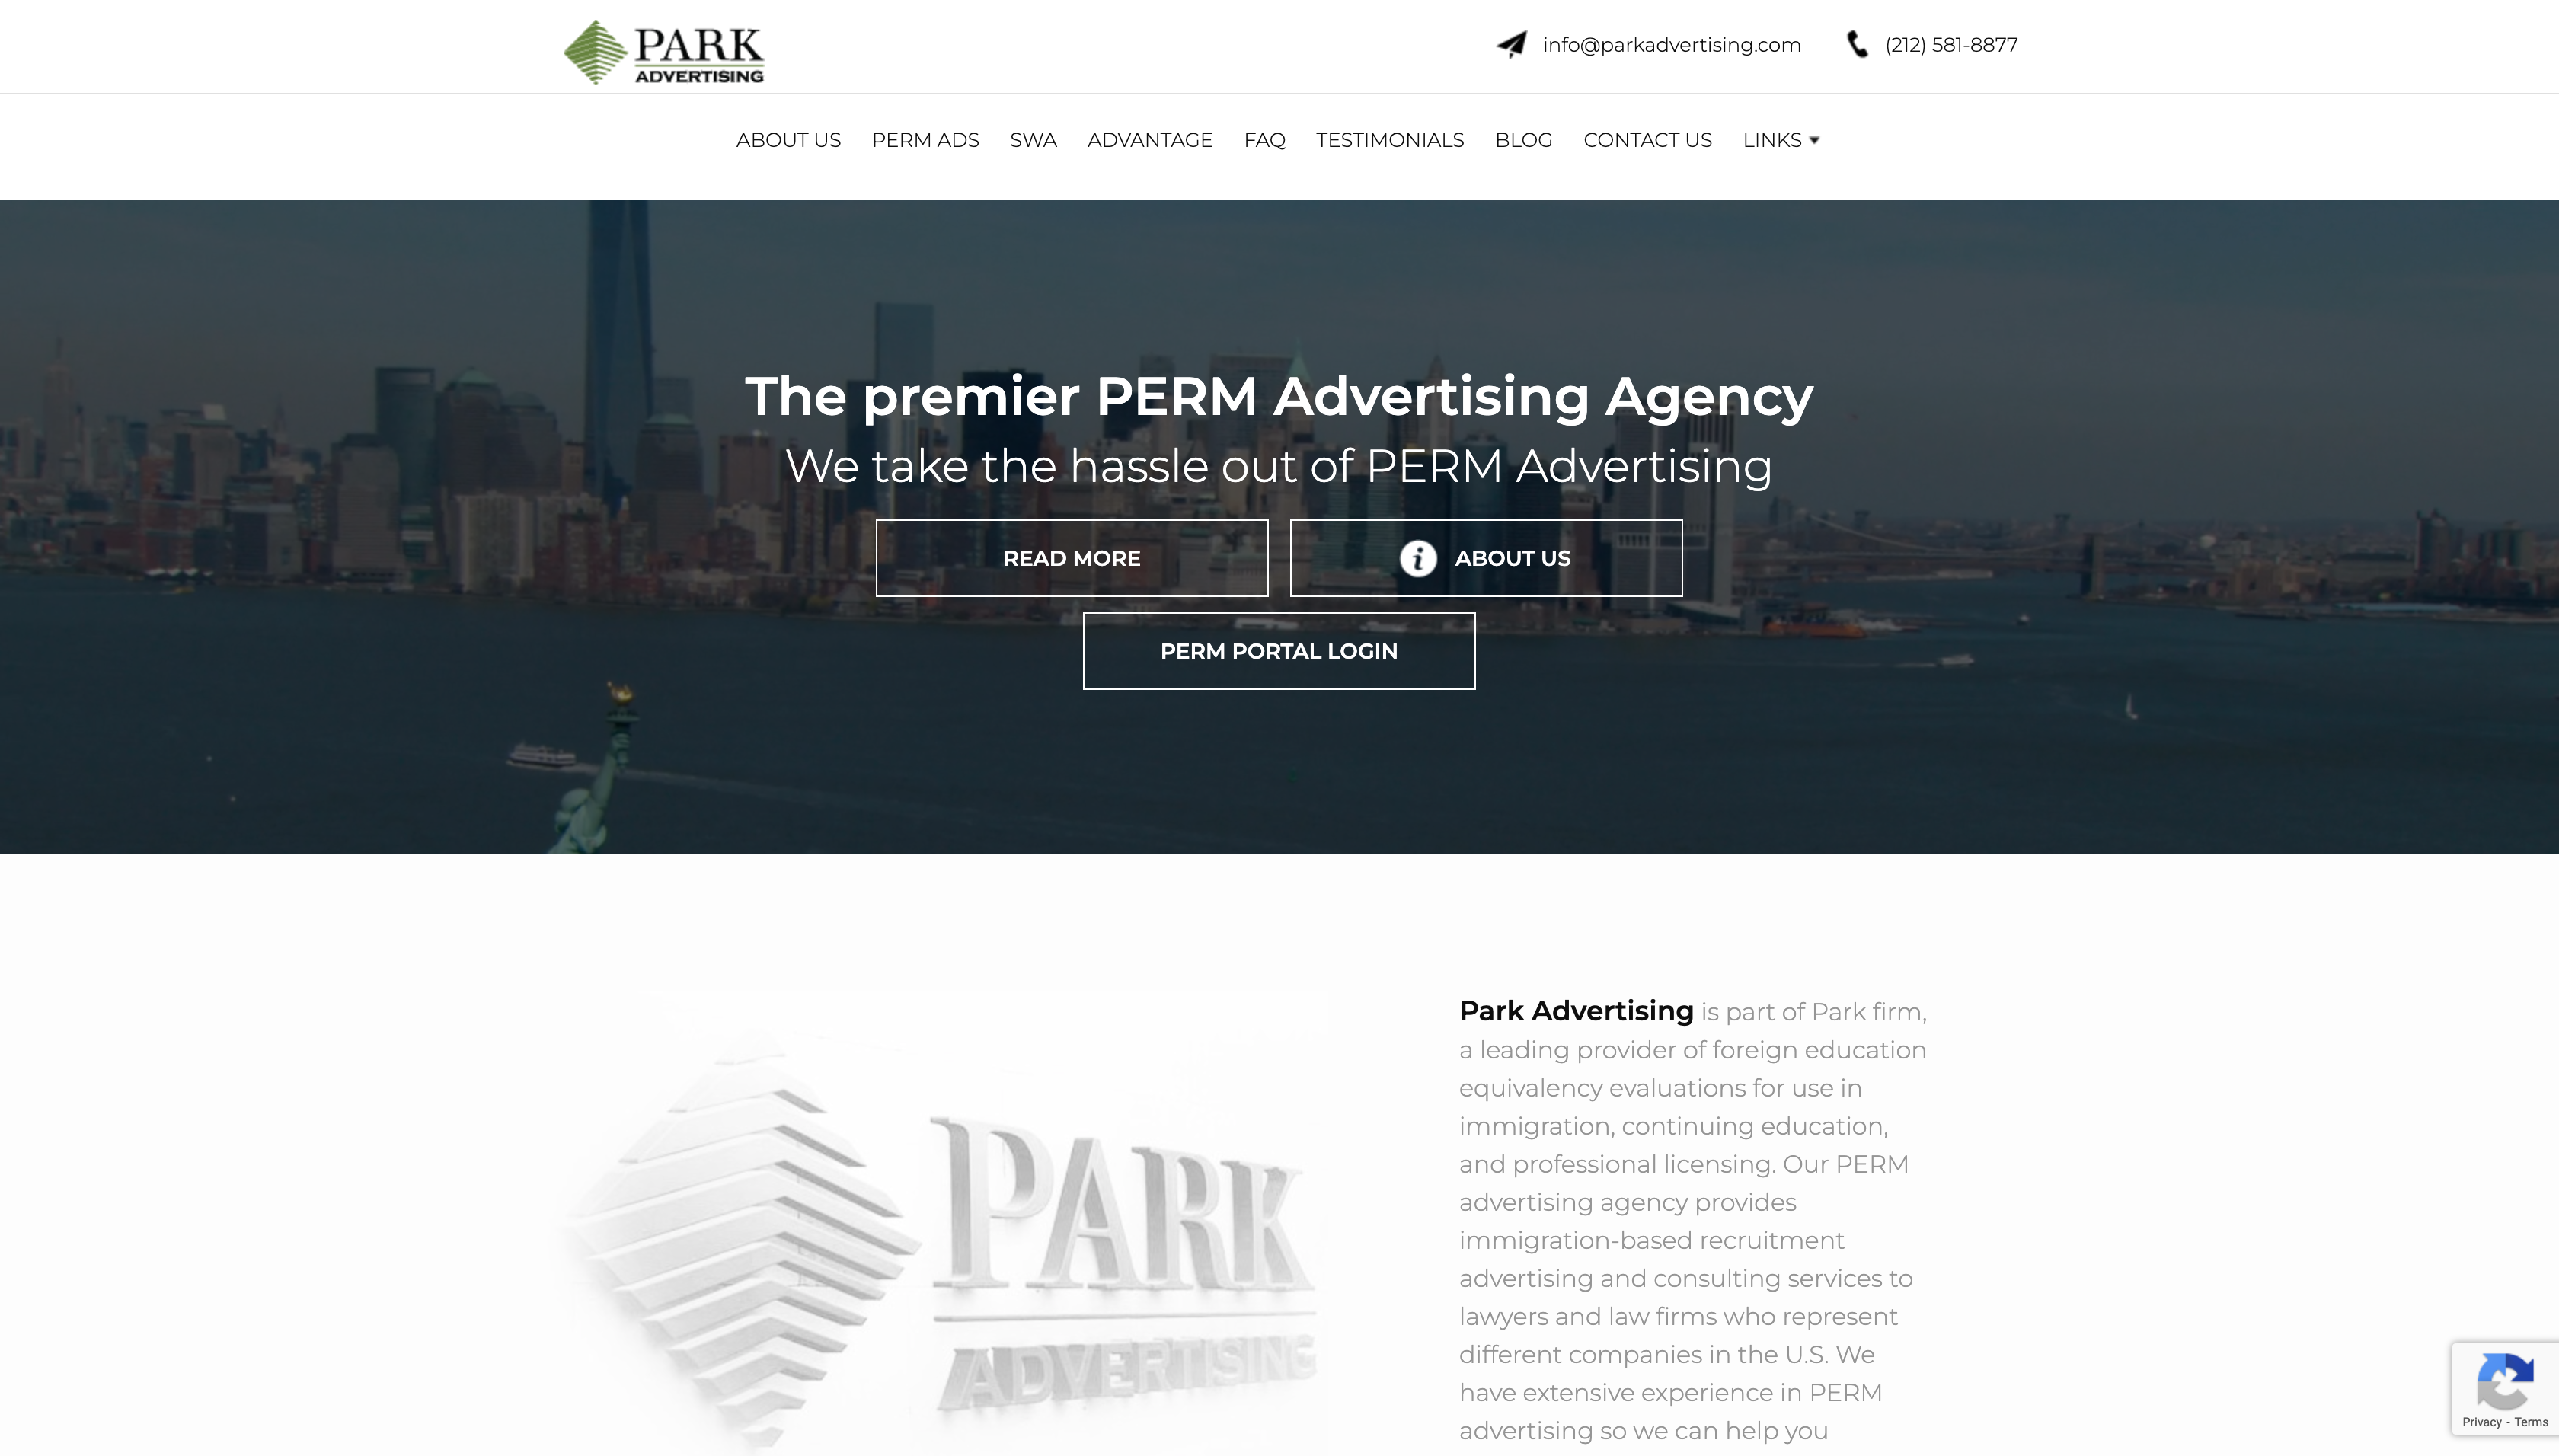 PARK
ADVERTISING
info@parkadvertising.com
(212) 581-8877
ABOUT US
PERM ADS
SWA
ADVANTAGE
FAQ
TESTIMONIALS
BLOG
CONTACT US
LINKS
The premier PERM Advertising Agency
We take the hassle out of PERM Advertising
READ MORE
ABOUT US
PERM PORTAL LOGIN
PARK
ADVERTISING
Park Advertising is part of Park firm,
a leading provider of foreign education
equivalency evaluations for use in
immigration, continuing education,
and professional licensing. Our PERM
advertising agency provides
immigration-based recruitment
advertising and consulting services to
lawyers and law firms who represent
different companies in the U.S. We
have extensive experience in PERM
advertising so we can help you
Privacy - Terms